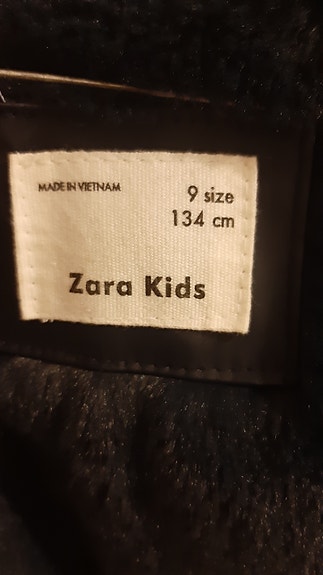 MADE IN VIETNAM
9 size
134 cm
Zara Kids